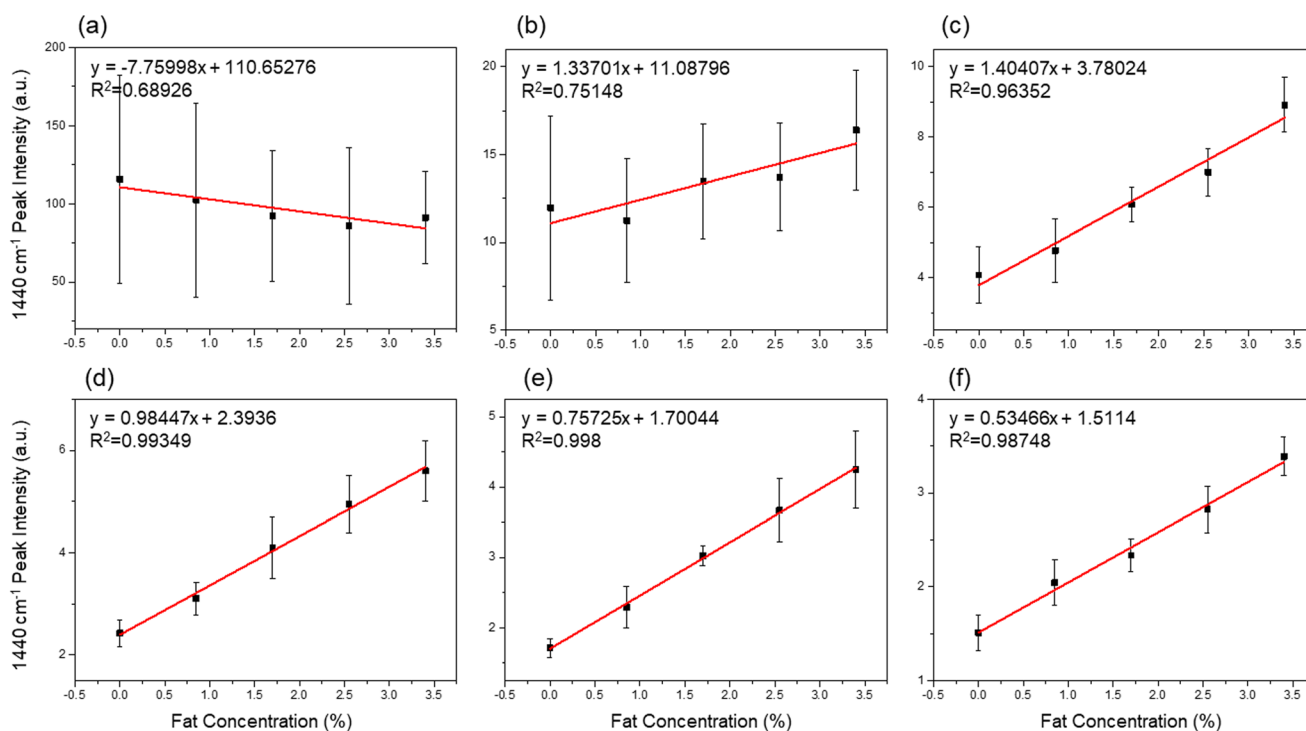 (a)
y = -7.75998x + 110.65276
R²=0.68926
200
150
100
50
-0.5 0.0 0.5 1.0 1.5 2.0 2.5 3.0 3.5
1440 cm⁻¹ Peak Intensity (a.u.)
(b)
y = 1.33701x + 11.08796
R²=0.75148
20
15
10
5
-0.5 0.0 0.5 1.0 1.5 2.0 2.5 3.0 3.5
(c)
y = 1.40407x + 3.78024
R²=0.96352
10
8
6
4
-0.5 0.0 0.5 1.0 1.5 2.0 2.5 3.0 3.5
(d)
y = 0.98447x + 2.3936
R²=0.99349
6
4
2
-0.5 0.0 0.5 1.0 1.5 2.0 2.5 3.0 3.5
1440 cm⁻¹ Peak Intensity (a.u.)
Fat Concentration (%)
(e)
y = 0.75725x + 1.70044
R²=0.998
5
4
3
2
-0.5 0.0 0.5 1.0 1.5 2.0 2.5 3.0 3.5
Fat Concentration (%)
(f)
y = 0.53466x + 1.5114
R²=0.98748
4
3
2
1
-0.5 0.0 0.5 1.0 1.5 2.0 2.5 3.0 3.5
Fat Concentration (%)